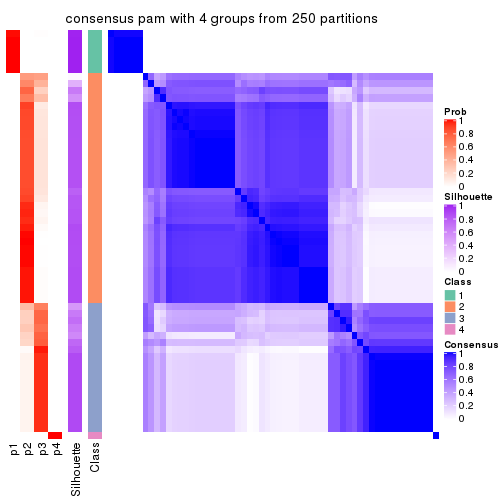 consensus pam with 4 groups from 250 partitions
Prob
1
0.8
0.6
0.4
0.2
0
Silhouette
1
0.8
0.6
0.4
0.2
0
Class
1
2
3
4
Consensus
1
0.8
0.6
0.4
0.2
0
p1
p2
p3
p4
Silhouette
Class